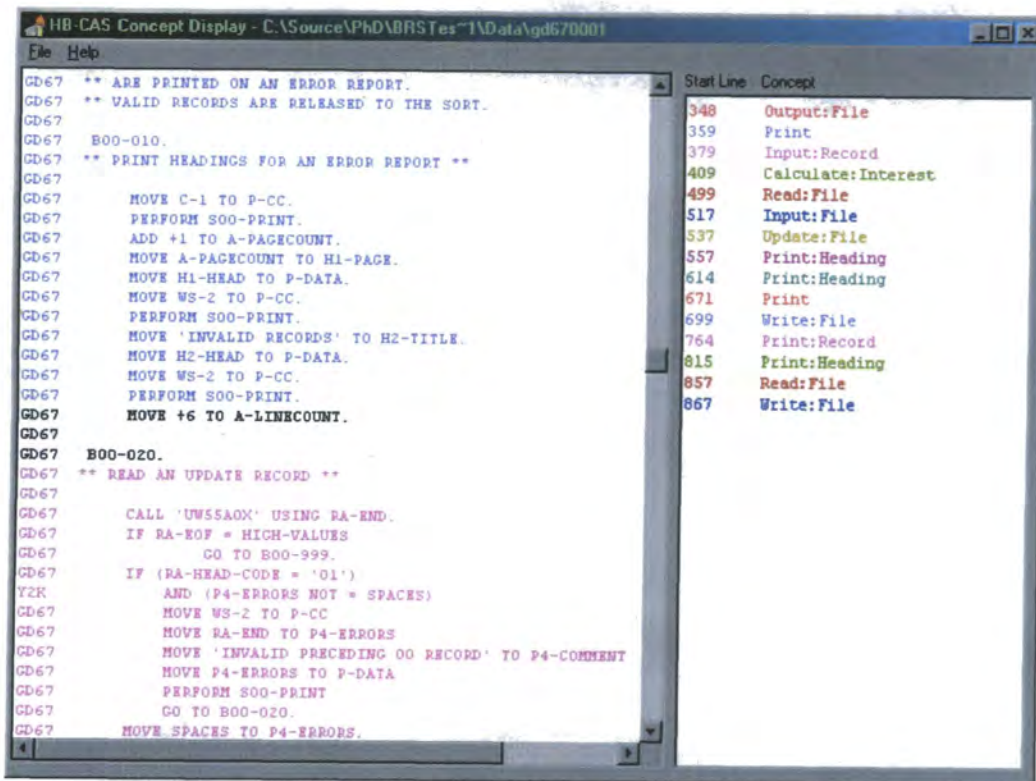 HB-CAS Concept Display - C:\Source\PhD\BRSTes~1\Data\gd670001
File Help
GD67 ** ARE PRINTED ON AN ERROR REPORT.
GD67 ** VALID RECORDS ARE RELEASED TO THE SORT.
GD67
GD67 B00-010.
GD67 ** PRINT HEADINGS FOR AN ERROR REPORT **
GD67
GD67 MOVE C-1 TO P-CC.
GD67 PERFORM S00-PRINT.
GD67 ADD +1 TO A-PAGECOUNT.
GD67 MOVE A-PAGECOUNT TO H1-PAGE.
GD67 MOVE H1-HEAD TO P-DATA.
GD67 MOVE WS-2 TO P-CC.
GD67 PERFORM S00-PRINT.
GD67 MOVE 'INVALID RECORDS' TO H2-TITLE.
GD67 MOVE H2-HEAD TO P-DATA.
GD67 MOVE WS-2 TO P-CC.
GD67 PERFORM S00-PRINT.
GD67 MOVE +6 TO A-LINECOUNT.
GD67
GD67 B00-020.
GD67 ** READ AN UPDATE RECORD **
GD67
GD67 CALL 'UW55A0X' USING RA-END.
GD67 IF RA-EOF = HIGH-VALUES
GD67 GO TO B00-999.
GD67 IF (RA-HEAD-CODE = '01')
Y2K AND (P4-ERRORS NOT = SPACES)
GD67 MOVE WS-2 TO P-CC
GD67 MOVE RA-END TO P4-ERRORS
GD67 MOVE 'INVALID PRECEDING 00 RECORD' TO P4-COMMENT
GD67 MOVE P4-ERRORS TO P-DATA
GD67 PERFORM S00-PRINT
GD67 GO TO B00-020.
GD67 MOVE SPACES TO P4-ERRORS.
Start Line Concept
348 Output:File
359 Print
379 Input:Record
409 Calculate:Interest
499 Read:File
517 Input:File
537 Update:File
557 Print:Heading
614 Print:Heading
671 Print
699 Write:File
764 Print:Record
815 Print:Heading
857 Read:File
867 Write:File